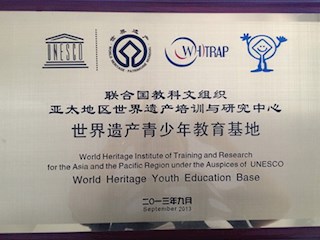 UNESCO
WHITRAP
联合国教科文组织
亚太地区世界遗产培训与研究中心
世界遗产青少年教育基地
World Heritage Institute of Training and Research
for the Asia and the Pacific Region under the Auspices of UNESCO
World Heritage Youth Education Base
二〇一三年九月
September 2013